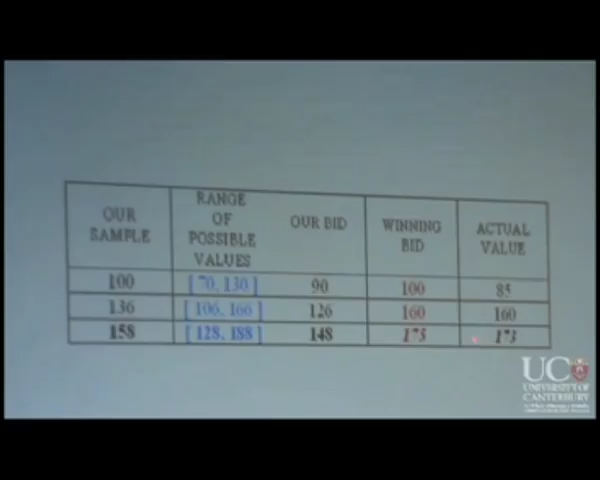 OUR SAMPLE
RANGE OF POSSIBLE VALUES
OUR BID
WINNING BID
ACTUAL VALUE
100 [ 70, 130 ] 90 100 85
136 [ 106, 166 ] 126 160 160
158 [ 128, 188 ] 148 175 173
UC
UNIVERSITY OF
CANTERBURY